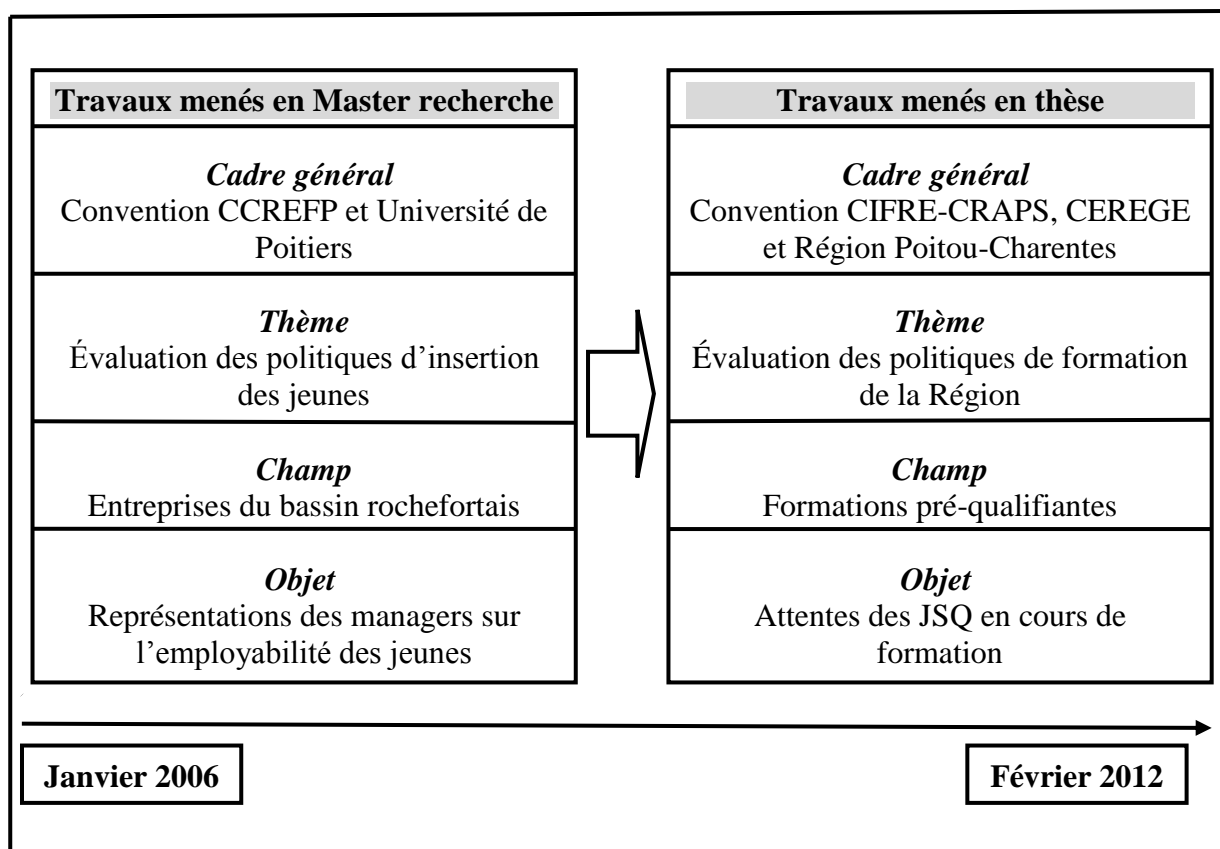 Travaux menés en Master recherche
Cadre général
Convention CCREFP et Université de
Poitiers
Thème
Évaluation des politiques d’insertion
des jeunes
Champ
Entreprises du bassin rochefortais
Objet
Représentations des managers sur
l’employabilité des jeunes
Travaux menés en thèse
Cadre général
Convention CIFRE-CRAPS, CEREGE
et Région Poitou-Charentes
Thème
Évaluation des politiques de formation
de la Région
Champ
Formations pré-qualifiantes
Objet
Attentes des JSQ en cours de
formation
Janvier 2006
Février 2012